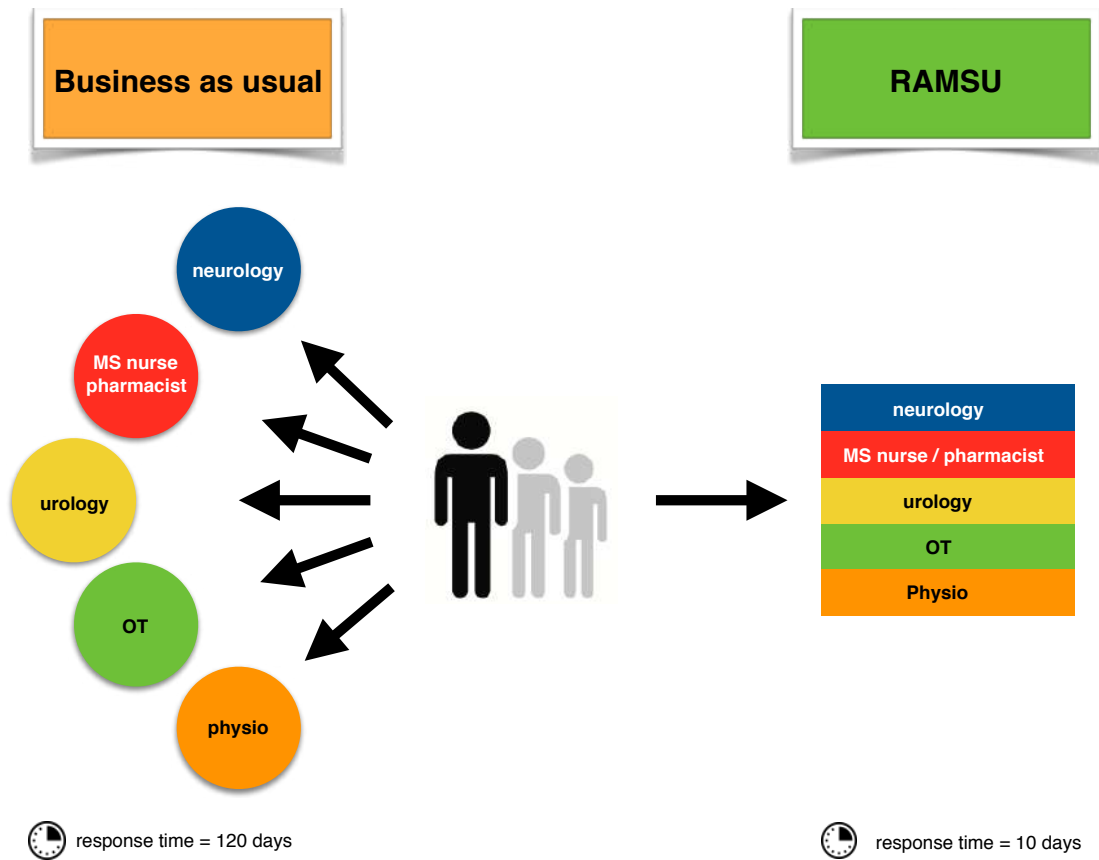 Business as usual
RAMSU
neurology
MS nurse
pharmacist
urology
OT
physio
neurology
MS nurse / pharmacist
urology
OT
Physio
response time = 120 days
response time = 10 days